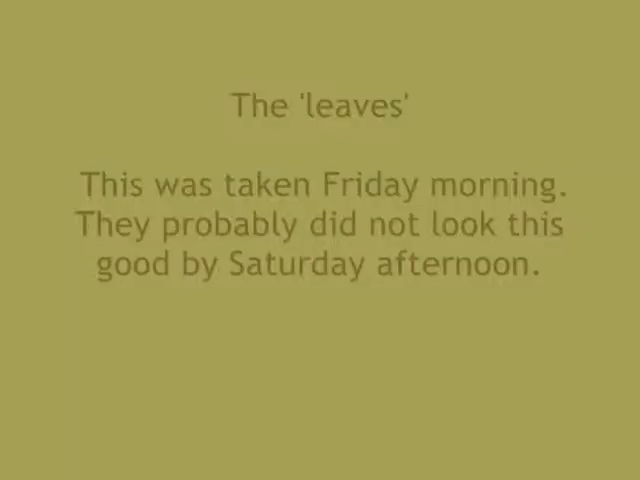 The 'leaves'
This was taken Friday morning.
They probably did not look this
good by Saturday afternoon.